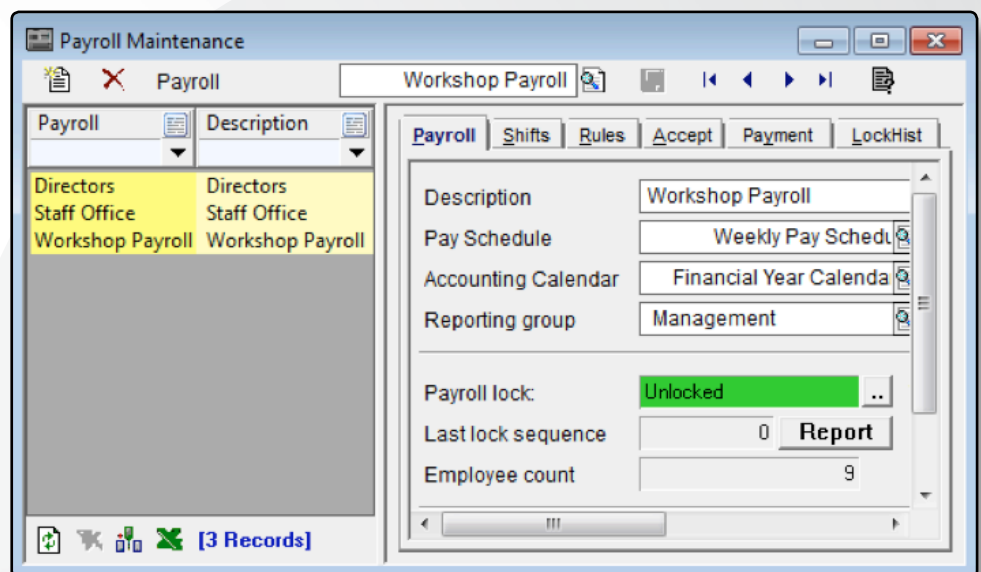 Payroll Maintenance
Payroll Workshop Payroll
Payroll Description
Directors Directors
Staff Office Staff Office
Workshop Payroll Workshop Payroll
[3 Records]
Payroll Shifts Rules Accept Payment LockHist
Description Workshop Payroll
Pay Schedule Weekly Pay Schedu
Accounting Calendar Financial Year Calenda
Reporting group Management
Payroll lock: Unlocked ..
Last lock sequence 0 Report
Employee count 9